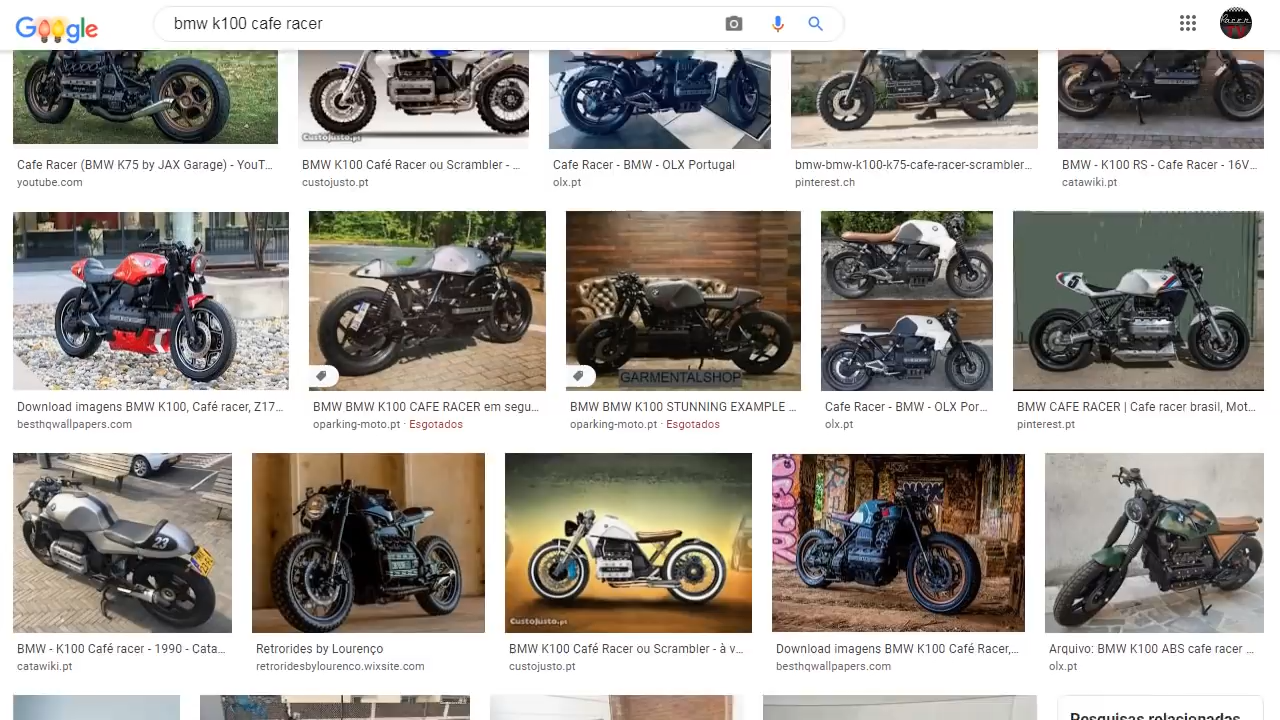 Google
bmw k100 cafe racer
CustoJusto.pt
Cafe Racer (BMW K75 by JAX Garage) - YouT...
youtube.com
BMW K100 Café Racer ou Scrambler - ...
custojusto.pt
Cafe Racer - BMW - OLX Portugal
olx.pt
bmw-bmw-k100-k75-cafe-racer-scrambler...
pinterest.ch
BMW - K100 RS - Cafe Racer - 16V...
catawiki.pt
GARMENTALSHOP
Download imagens BMW K100, Café racer, Z17...
besthqwallpapers.com
BMW BMW K100 CAFE RACER em segu...
oparking-moto.pt · Esgotados
BMW BMW K100 STUNNING EXAMPLE ...
oparking-moto.pt · Esgotados
Cafe Racer - BMW - OLX Por...
olx.pt
BMW CAFE RACER | Cafe racer brasil, Mot...
pinterest.pt
23
CustoJusto.pt
BMW - K100 Café racer - 1990 - Cata...
catawiki.pt
Retrorides by Lourenço
retroridesbylourenco.wixsite.com
BMW K100 Café Racer ou Scrambler - à v...
custojusto.pt
Download imagens BMW K100 Café Racer,...
besthqwallpapers.com
Arquivo: BMW K100 ABS cafe racer ...
olx.pt
Pesquisas relacionadas